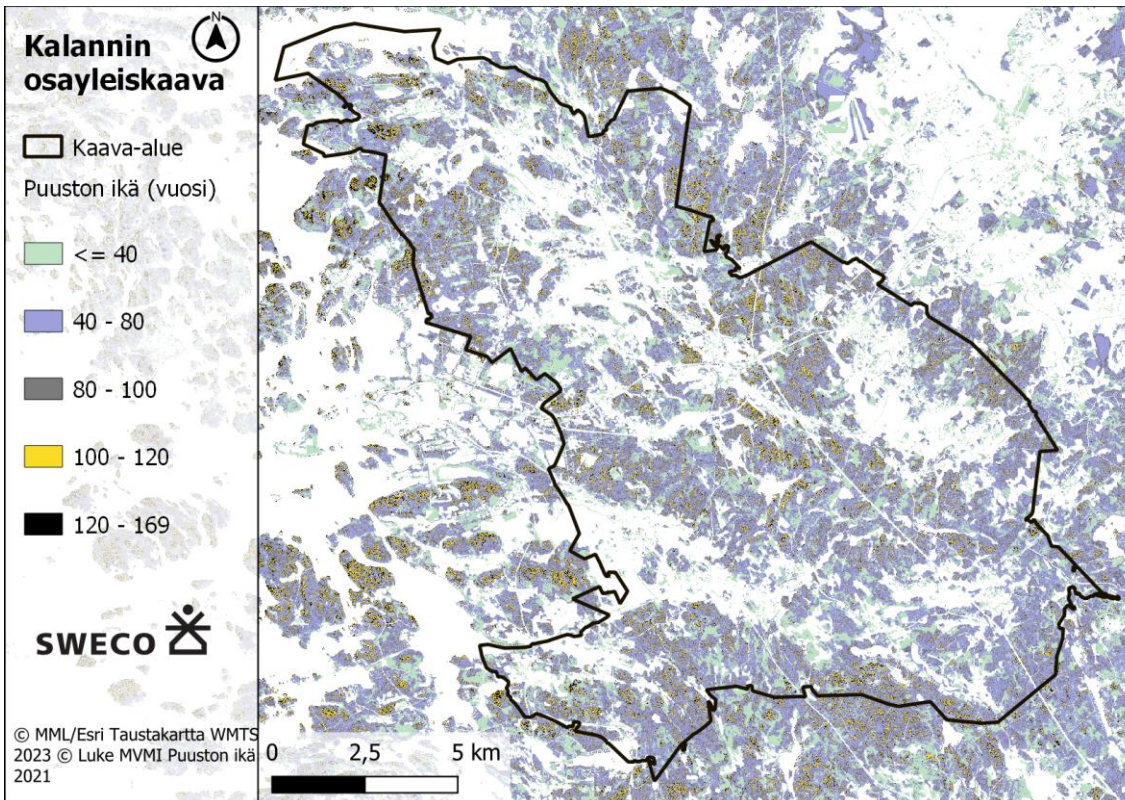 Kalannin
osayleiskaava
Kaava-alue
Puuston ikä (vuosi)
<= 40
40 - 80
80 - 100
100 - 120
120 - 169
SWECO
© MML/Esri Taustakartta WMTS
2023 © Luke MVMI Puuston ikä
2021
0 2,5 5 km